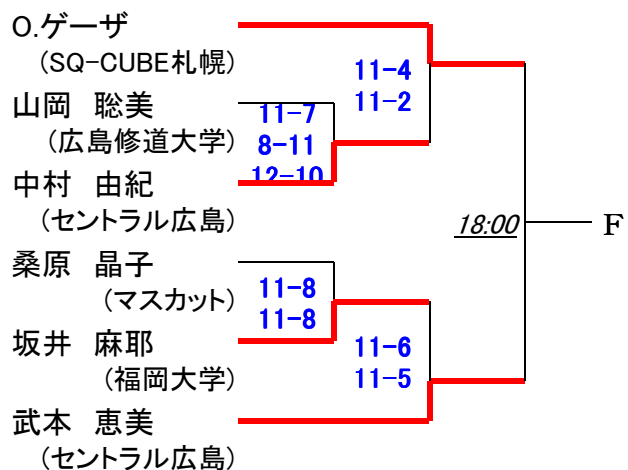 O.ゲーザ
(SQ-CUBE札幌)
11-4
11-2
山岡 聡美
(広島修道大学)
11-7
8-11
12-10
中村 由紀
(セントラル広島)
18:00
F
桑原 晶子
(マスカット)
11-8
11-8
坂井 麻耶
(福岡大学)
11-6
11-5
武本 恵美
(セントラル広島)